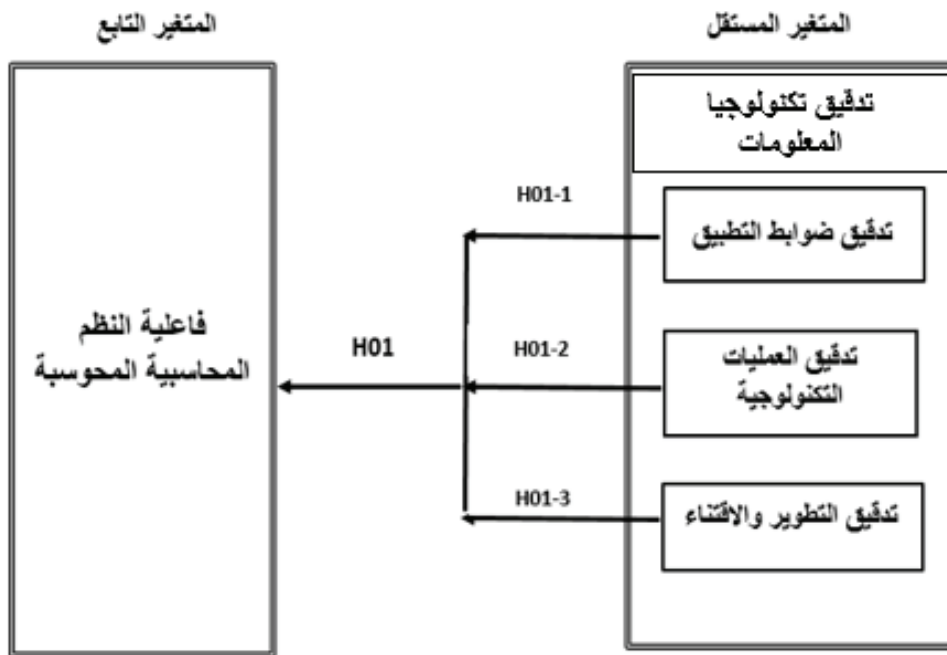 المتغير المستقل
المتغير التابع
تدقيق تكنولوجيا
المعلومات
H01-1
تدقيق ضوابط التطبيق
فاعلية النظم
المحاسبية المحوسبة
H01
H01-2
تدقيق العمليات
التكنولوجية
H01-3
تدقيق التطوير والاقتناء